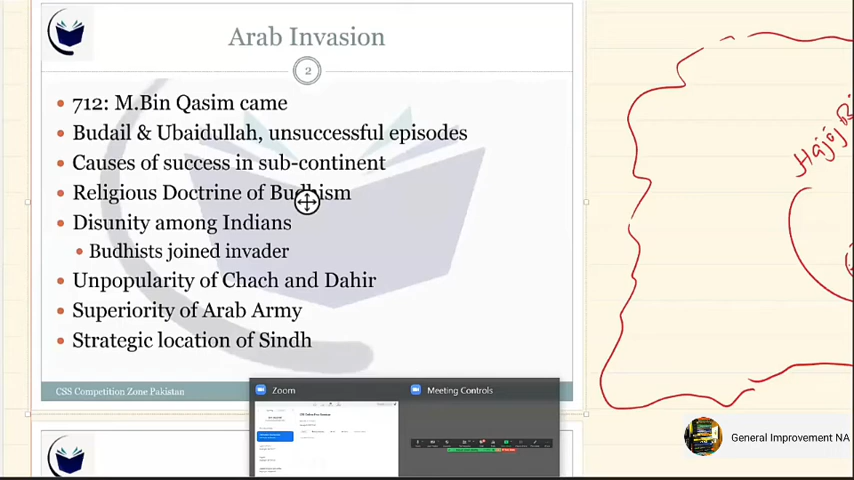 Arab Invasion
2
712: M.Bin Qasim came
Budail & Ubaidullah, unsuccessful episodes
Causes of success in sub-continent
Religious Doctrine of Budhism
Disunity among Indians
Budhists joined invader
Unpopularity of Chach and Dahir
Superiority of Arab Army
Strategic location of Sindh
CSS Competition Zone Pakistan
Zoom
Meeting Controls
Hajjaj Bi
General Improvement NA